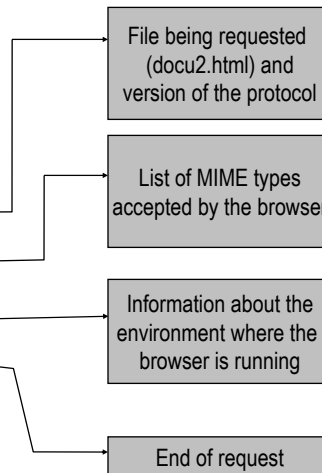 File being requested
(docu2.html) and
version of the protocol
List of MIME types
accepted by the browser
Information about the
environment where the
browser is running
End of request